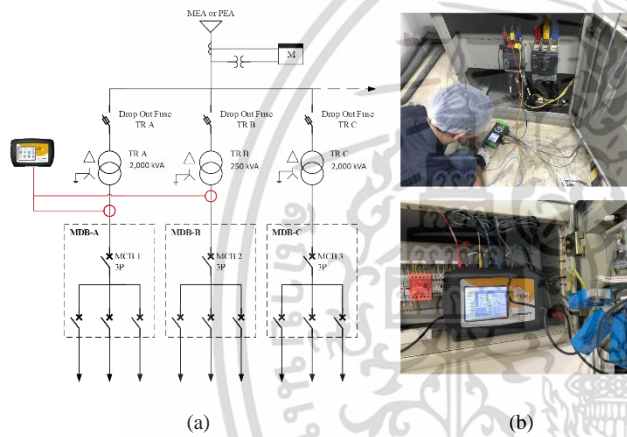 MEA or PEA
M
Drop Out Fuse
TR A
Drop Out Fuse
TR B
Drop Out Fuse
TR C
TR A
2,000 kVA
TR B
250 kVA
TR C
2,000 kVA
MDB-A
MCB 1
3P
MDB-B
MCB 2
3P
MDB-C
MCB 3
3P
(a)
(b)